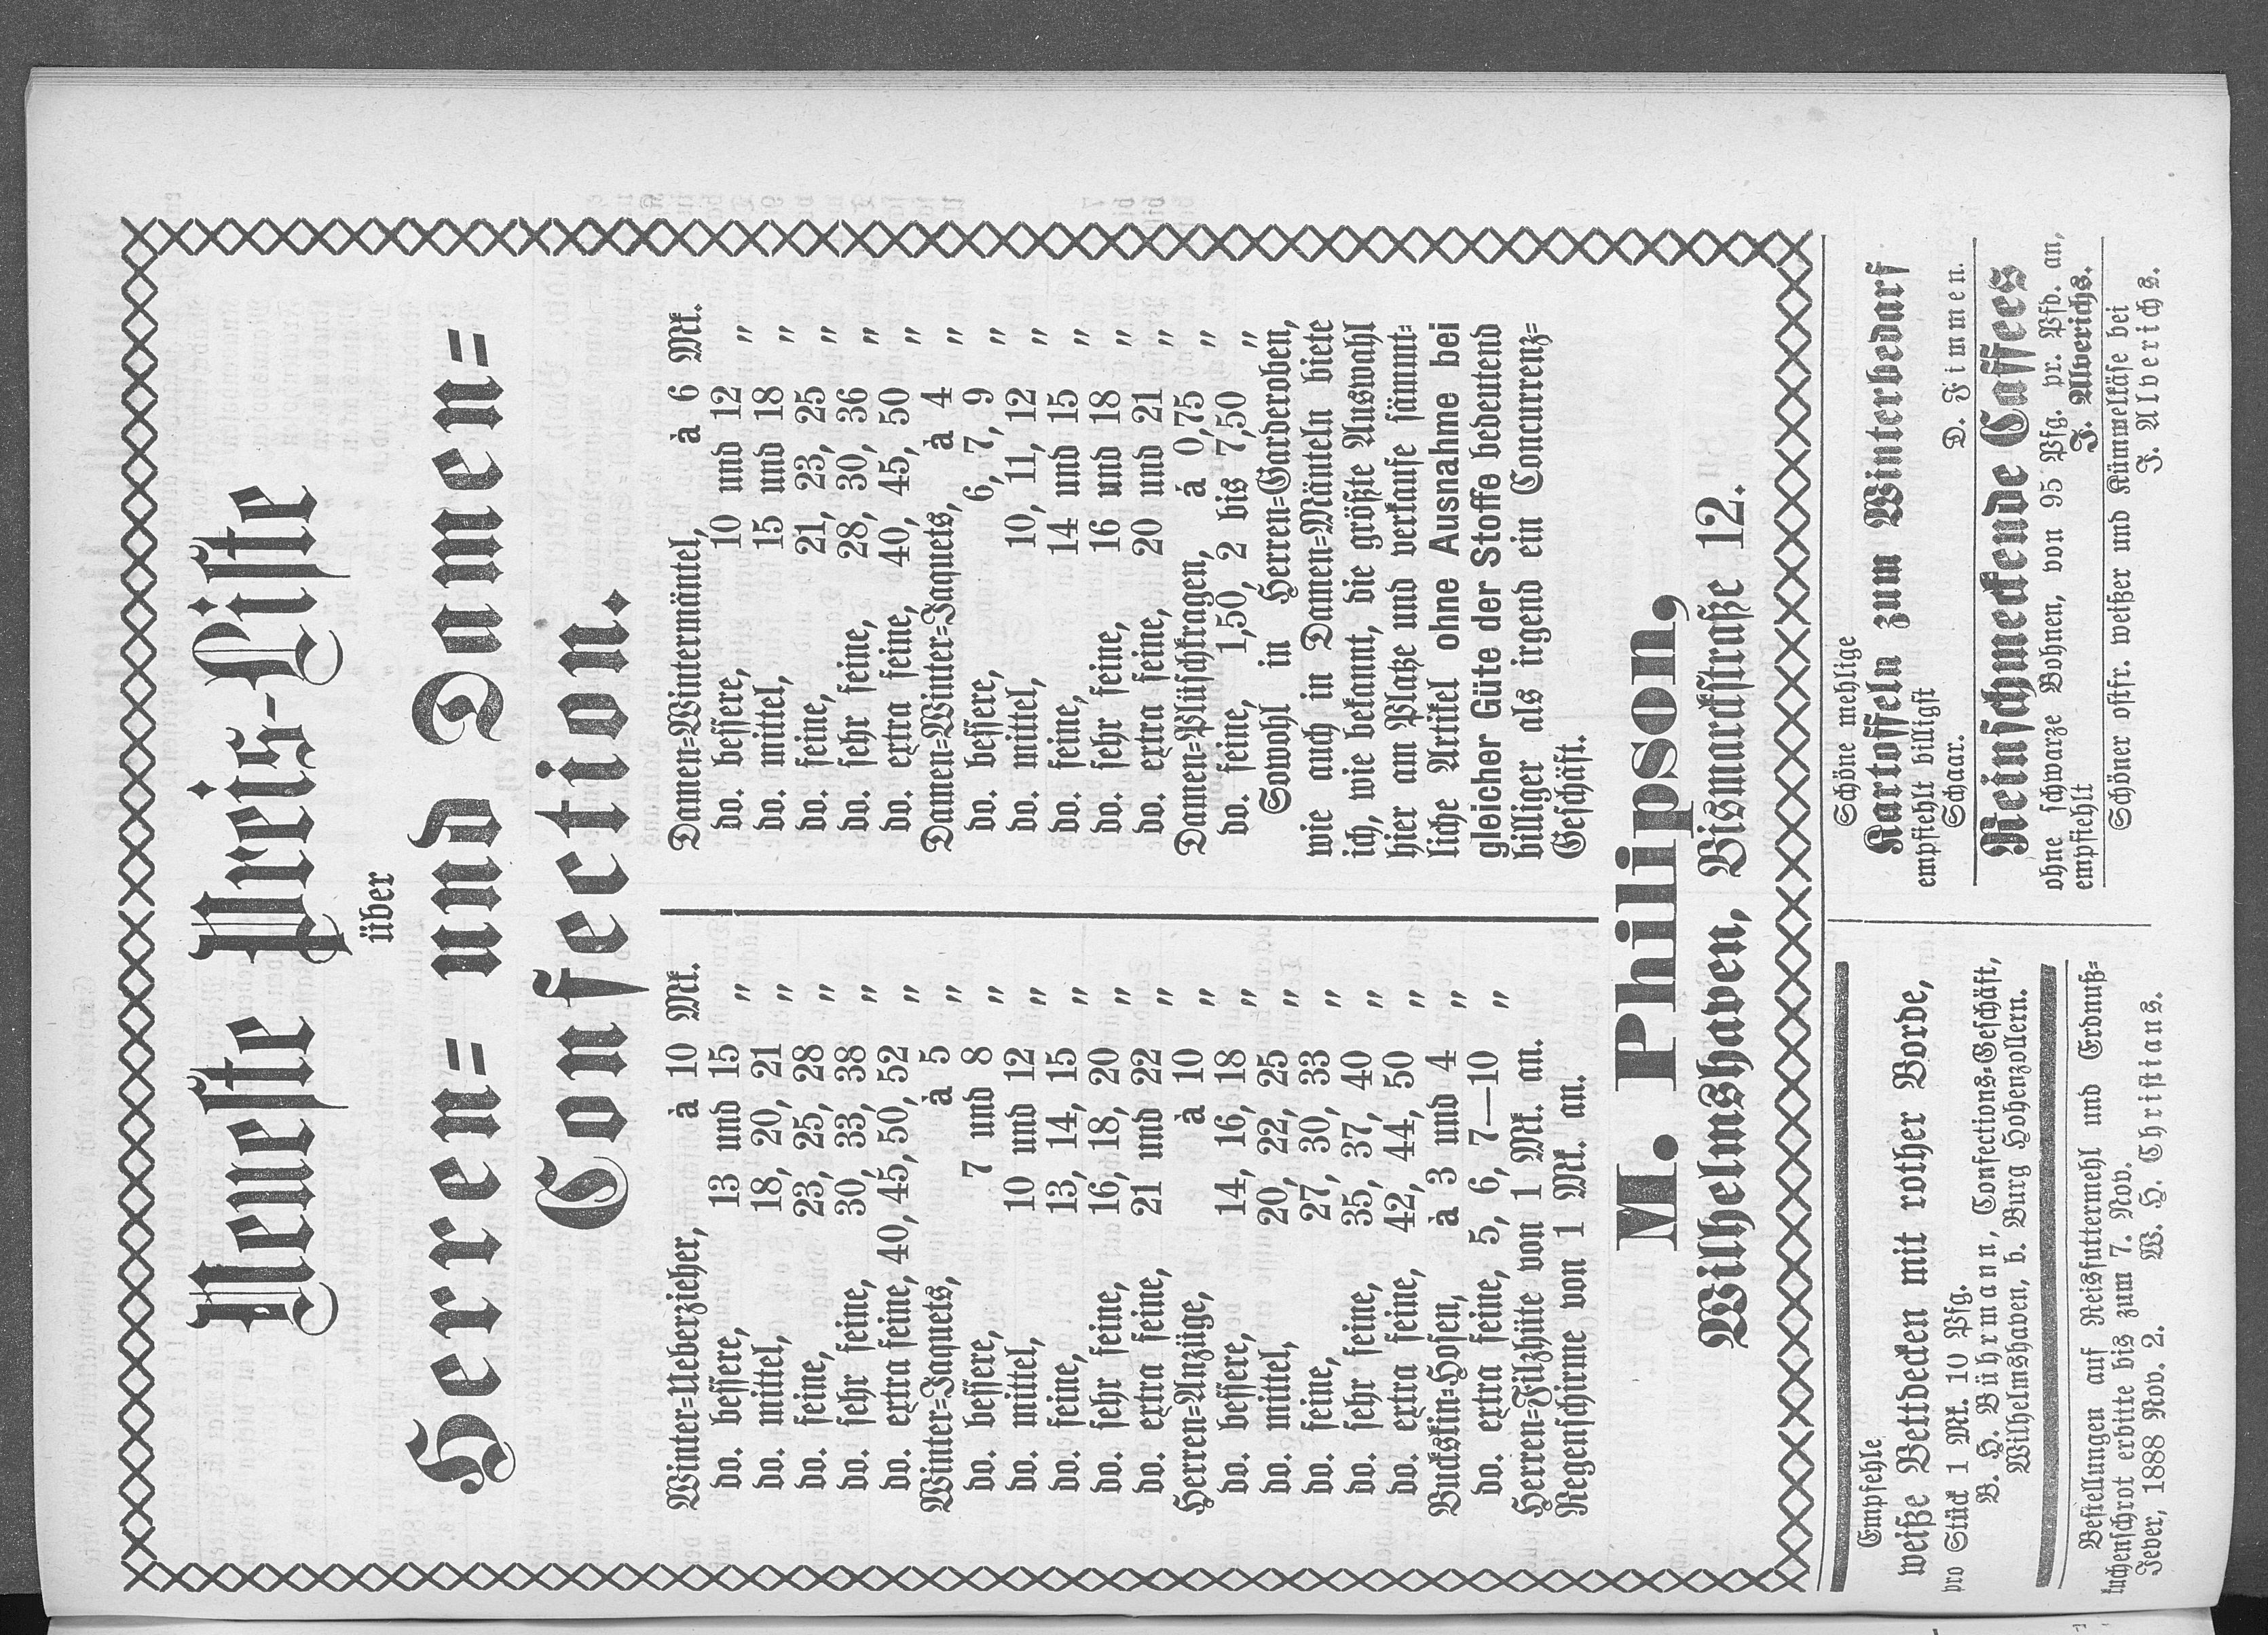 Neueste Preis-Liste
über
Herren= und Damen=
Confection.
Winter=Ueberzieher, à 10 Mk.
do. bessere, 13 und 15 „
do. mittel, 18, 20, 21 „
do. feine, 23, 25, 28 „
do. sehr feine, 30, 33, 38 „
do. extra feine, 40, 45, 50, 52 „
Winter=Jaquets, à 5 „
do. bessere, 7 und 8 „
do. mittel, 10 und 12 „
do. feine, 13, 14, 15 „
do. sehr feine, 16, 18, 20 „
do. extra feine, 21 und 22 „
Herren=Anzüge, à 10 „
do. bessere, 14, 16, 18 „
do. mittel, 20, 22, 25 „
do. feine, 27, 30, 33 „
do. sehr feine, 35, 37, 40 „
do. extra feine, 42, 44, 50 „
Buckskin=Hosen, à 3 und 4 „
do. extra feine, 5, 6, 7—10 „
Herren=Filzhüte von 1 Mk. an.
Regenschirme von 1 Mk. an.
Damen=Wintermäntel, à 6 Mk.
do. bessere, 10 und 12 „
do. mittel, 15 und 18 „
do. feine, 21, 23, 25 „
do. sehr feine, 28, 30, 36 „
do. extra feine, 40, 45, 50 „
Damen=Winter=Jaquets, à 4 „
do. bessere, 6, 7, 9 „
do. mittel, 10, 11, 12 „
do. feine, 14 und 15 „
do. sehr feine, 16 und 18 „
do. extra feine, 20 und 21 „
Damen=Plüschkragen, à 0,75 „
do. feine, 1,50, 2 bis 7,50 „
Sowohl in Herren=Garderoben,
wie auch in Damen=Mänteln biete
ich, wie bekannt, die größte Auswahl
hier am Platze und verkaufe sämmt=
liche Artikel ohne Ausnahme bei
gleicher Güte der Stoffe bedeutend
billiger als irgend ein Concurrenz=
Geschäft.
M. Philipson,
Wilhelmshaven, Bismarckstraße 12.
Empfehle
weiße Bettdecken mit rother Borde,
pro Stück 1 Mk. 10 Pfg.
B. H. Bührmann, Confections=Geschäft,
Wilhelmshaven, b. Burg Hohenzollern.
Bestellungen auf Reisfuttermehl und Erdnuß=
kuchenschrot erbitte bis zum 7. Nov.
Jever, 1888 Nov. 2. W. H. Christians.
Schöne mehlige
Kartoffeln zum Winterbedarf
empfiehlt billigst
Schaar. D. Fimmen.
Reinschmeckende Caffees
ohne schwarze Bohnen, von 95 Pfg. pr. Pfd. an,
empfiehlt J. Alberichs.
Schöner ostfr. weißer und Kümmelkäse bei
J. Alberichs.